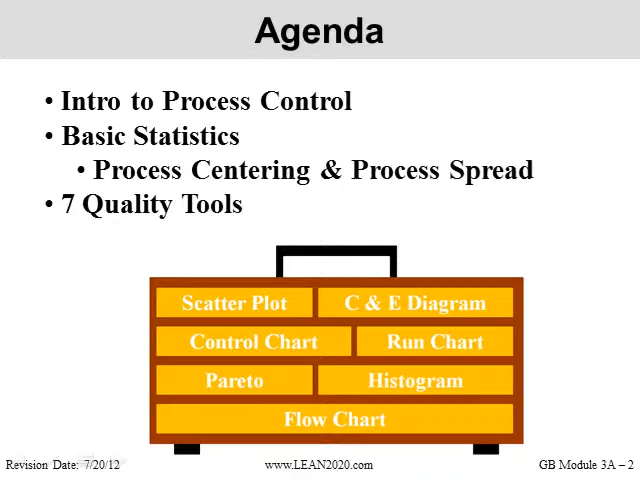 Agenda
• Intro to Process Control
• Basic Statistics
• Process Centering & Process Spread
• 7 Quality Tools
Scatter Plot C & E Diagram
Control Chart Run Chart
Pareto Histogram
Flow Chart
Revision Date: 7/20/12 www.LEAN2020.com GB Module 3A – 2